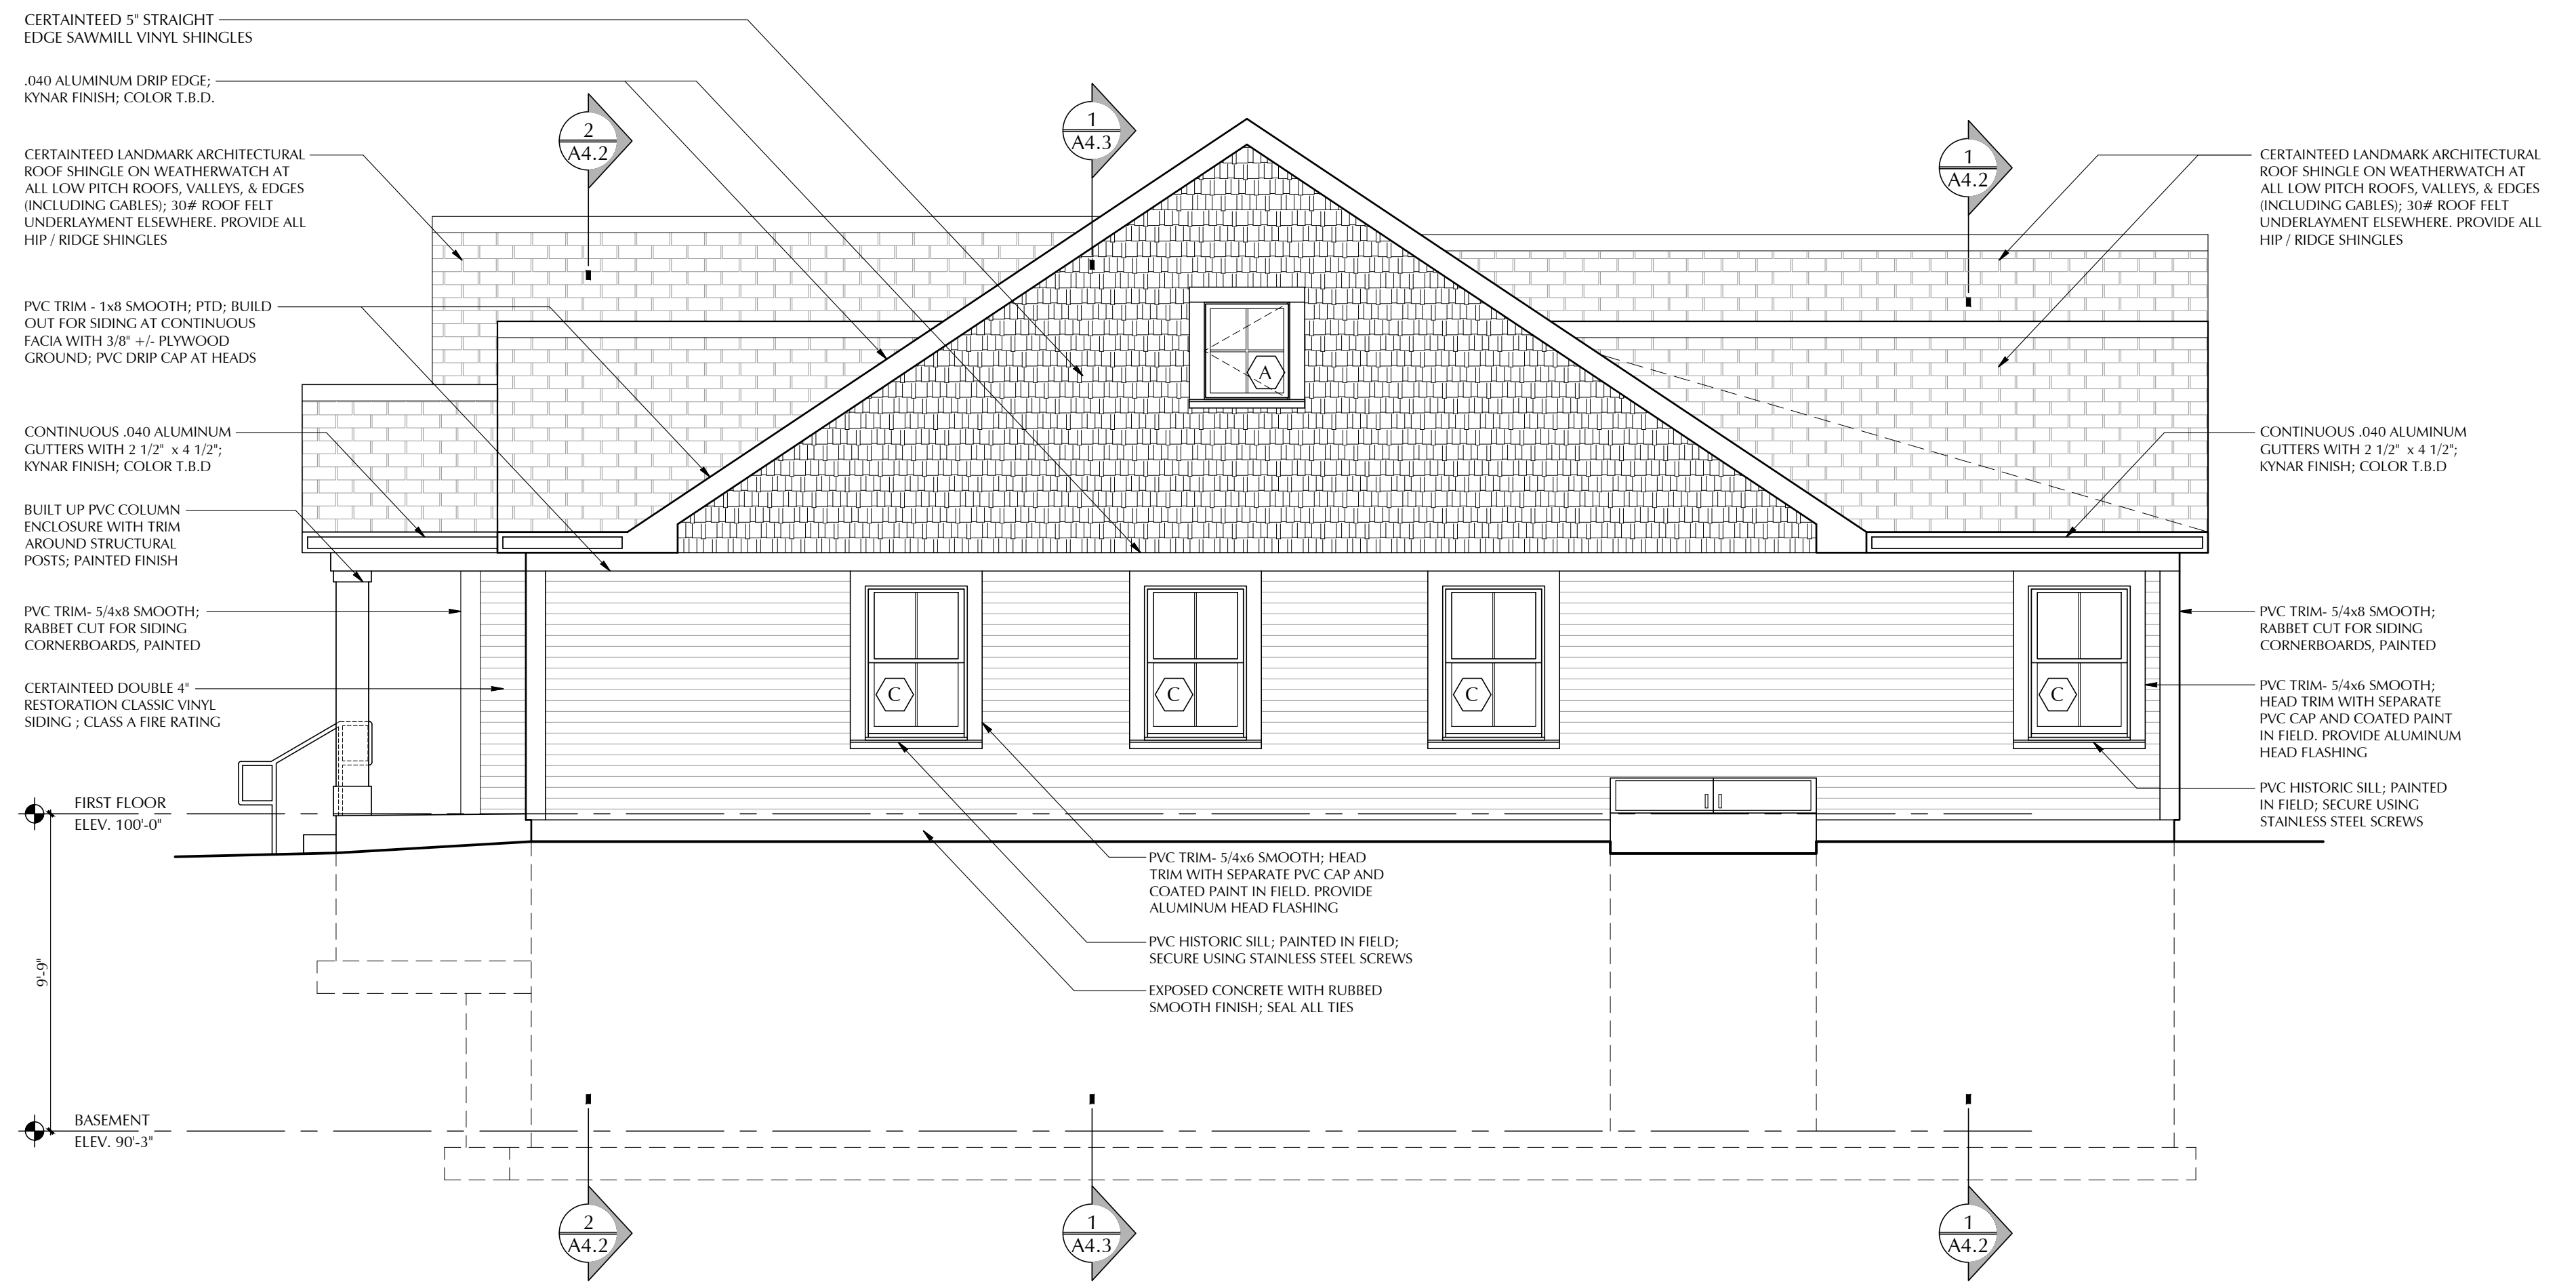 CERTAINTEED 5" STRAIGHT
EDGE SAWMILL VINYL SHINGLES
.040 ALUMINUM DRIP EDGE;
KYNAR FINISH; COLOR T.B.D.
2
A4.2
1
A4.3
1
A4.2
CERTAINTEED LANDMARK ARCHITECTURAL
ROOF SHINGLE ON WEATHERWATCH AT
ALL LOW PITCH ROOFS, VALLEYS, & EDGES
(INCLUDING GABLES); 30# ROOF FELT
UNDERLAYMENT ELSEWHERE. PROVIDE ALL
HIP / RIDGE SHINGLES
CERTAINTEED LANDMARK ARCHITECTURAL
ROOF SHINGLE ON WEATHERWATCH AT
ALL LOW PITCH ROOFS, VALLEYS, & EDGES
(INCLUDING GABLES); 30# ROOF FELT
UNDERLAYMENT ELSEWHERE. PROVIDE ALL
HIP / RIDGE SHINGLES
PVC TRIM - 1x8 SMOOTH; PTD; BUILD
OUT FOR SIDING AT CONTINUOUS
FACIA WITH 3/8" +/- PLYWOOD
GROUND; PVC DRIP CAP AT HEADS
A
CONTINUOUS .040 ALUMINUM
GUTTERS WITH 2 1/2" x 4 1/2";
KYNAR FINISH; COLOR T.B.D
CONTINUOUS .040 ALUMINUM
GUTTERS WITH 2 1/2" x 4 1/2";
KYNAR FINISH; COLOR T.B.D
BUILT UP PVC COLUMN
ENCLOSURE WITH TRIM
AROUND STRUCTURAL
POSTS; PAINTED FINISH
PVC TRIM- 5/4x8 SMOOTH;
RABBET CUT FOR SIDING
CORNERBOARDS, PAINTED
PVC TRIM- 5/4x8 SMOOTH;
RABBET CUT FOR SIDING
CORNERBOARDS, PAINTED
CERTAINTEED DOUBLE 4"
RESTORATION CLASSIC VINYL
SIDING ; CLASS A FIRE RATING
C
C
C
C
PVC TRIM- 5/4x6 SMOOTH;
HEAD TRIM WITH SEPARATE
PVC CAP AND COATED PAINT
IN FIELD. PROVIDE ALUMINUM
HEAD FLASHING
PVC HISTORIC SILL; PAINTED
IN FIELD; SECURE USING
STAINLESS STEEL SCREWS
FIRST FLOOR
ELEV. 100'-0"
PVC TRIM- 5/4x6 SMOOTH; HEAD
TRIM WITH SEPARATE PVC CAP AND
COATED PAINT IN FIELD. PROVIDE
ALUMINUM HEAD FLASHING
PVC HISTORIC SILL; PAINTED IN FIELD;
SECURE USING STAINLESS STEEL SCREWS
EXPOSED CONCRETE WITH RUBBED
SMOOTH FINISH; SEAL ALL TIES
9'-9"
BASEMENT
ELEV. 90'-3"
2
A4.2
1
A4.3
1
A4.2